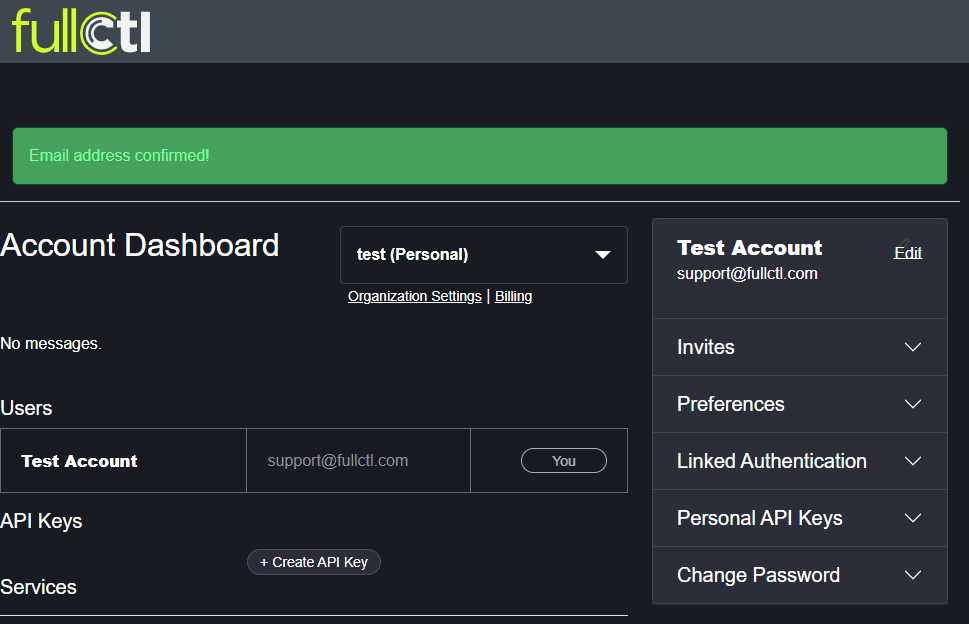 fullctl
Email address confirmed!
Account Dashboard
test (Personal)
Organization Settings | Billing
No messages.
Users
Test Account
support@fullctl.com
You
API Keys
+ Create API Key
Services
Test Account
Edit
support@fullctl.com
Invites
Preferences
Linked Authentication
Personal API Keys
Change Password